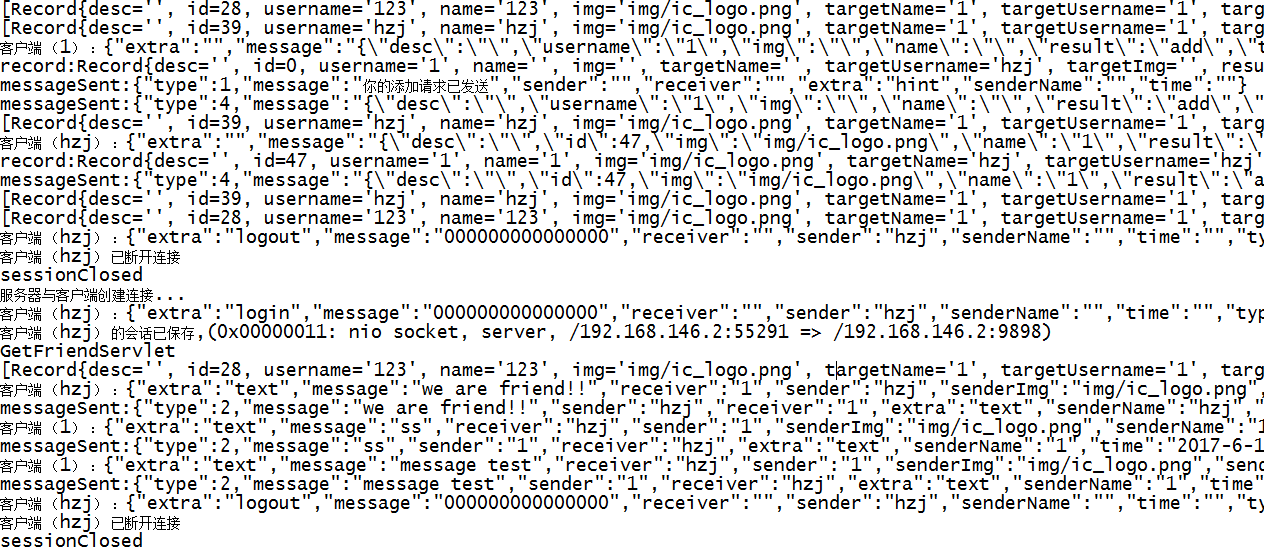 [Record{desc='', id=28, username='123', name='123', img='img/ic_logo.png', targetName='1', targetUsername='1', targ
[Record{desc='', id=39, username='hzj', name='hzj', img='img/ic_logo.png', targetName='1', targetUsername='1', targ
客户端（1）：{"extra":"","message":"{\"desc\":\"\",\"username\":\"1\",\"img\":\"\",\"name\":\"\",\"result\":\"add\",\"t
record:Record{desc='', id=0, username='1', name='', img='', targetName='', targetUsername='hzj', targetImg='', resu
messageSent:{"type":1,"message":"你的添加请求已发送","sender":"","receiver":"","extra":"hint","senderName":"","time":""}
messageSent:{"type":4,"message":"{\"desc\":\"\",\"username\":\"1\",\"img\":\"\",\"name\":\"\",\"result\":\"add\",\"
[Record{desc='', id=39, username='hzj', name='hzj', img='img/ic_logo.png', targetName='1', targetUsername='1', targ
客户端（hzj）：{"extra":"","message":"{\"desc\":\"\",\"id\":47,\"img\":\"img/ic_logo.png\",\"name\":\"1\",\"result\":\
record:Record{desc='', id=47, username='1', name='1', img='img/ic_logo.png', targetName='hzj', targetUsername='hzj'
messageSent:{"type":4,"message":"{\"desc\":\"\",\"id\":47,\"img\":\"img/ic_logo.png\",\"name\":\"1\",\"result\":\"a
[Record{desc='', id=39, username='hzj', name='hzj', img='img/ic_logo.png', targetName='1', targetUsername='1', targ
[Record{desc='', id=28, username='123', name='123', img='img/ic_logo.png', targetName='1', targetUsername='1', targ
客户端（hzj）：{"extra":"logout","message":"000000000000000","receiver":"","sender":"hzj","senderName":"","time":"","ty
客户端（hzj）已断开连接
sessionClosed
服务器与客户端创建连接...
客户端（hzj）：{"extra":"login","message":"000000000000000","receiver":"","sender":"hzj","senderName":"","time":"","typ
客户端（hzj）的会话已保存,(0x00000011: nio socket, server, /192.168.146.2:55291 => /192.168.146.2:9898)
GetFriendServlet
[Record{desc='', id=28, username='123', name='123', img='img/ic_logo.png', targetName='1', targetUsername='1', targ
客户端（hzj）：{"extra":"text","message":"we are friend!!","receiver":"1","sender":"hzj","senderImg":"img/ic_logo.png",
messageSent:{"type":2,"message":"we are friend!!","sender":"hzj","receiver":"1","extra":"text","senderName":"hzj","
客户端（1）：{"extra":"text","message":"ss","receiver":"hzj","sender":"1","senderImg":"img/ic_logo.png","senderName":"1
messageSent:{"type":2,"message":"ss","sender":"1","receiver":"hzj","extra":"text","senderName":"1","time":"2017-6-1
客户端（1）：{"extra":"text","message":"message test","receiver":"hzj","sender":"1","senderImg":"img/ic_logo.png","send
messageSent:{"type":2,"message":"message test","sender":"1","receiver":"hzj","extra":"text","senderName":"1","time"
客户端（hzj）：{"extra":"logout","message":"000000000000000","receiver":"","sender":"hzj","senderName":"","time":"","ty
客户端（hzj）已断开连接
sessionClosed